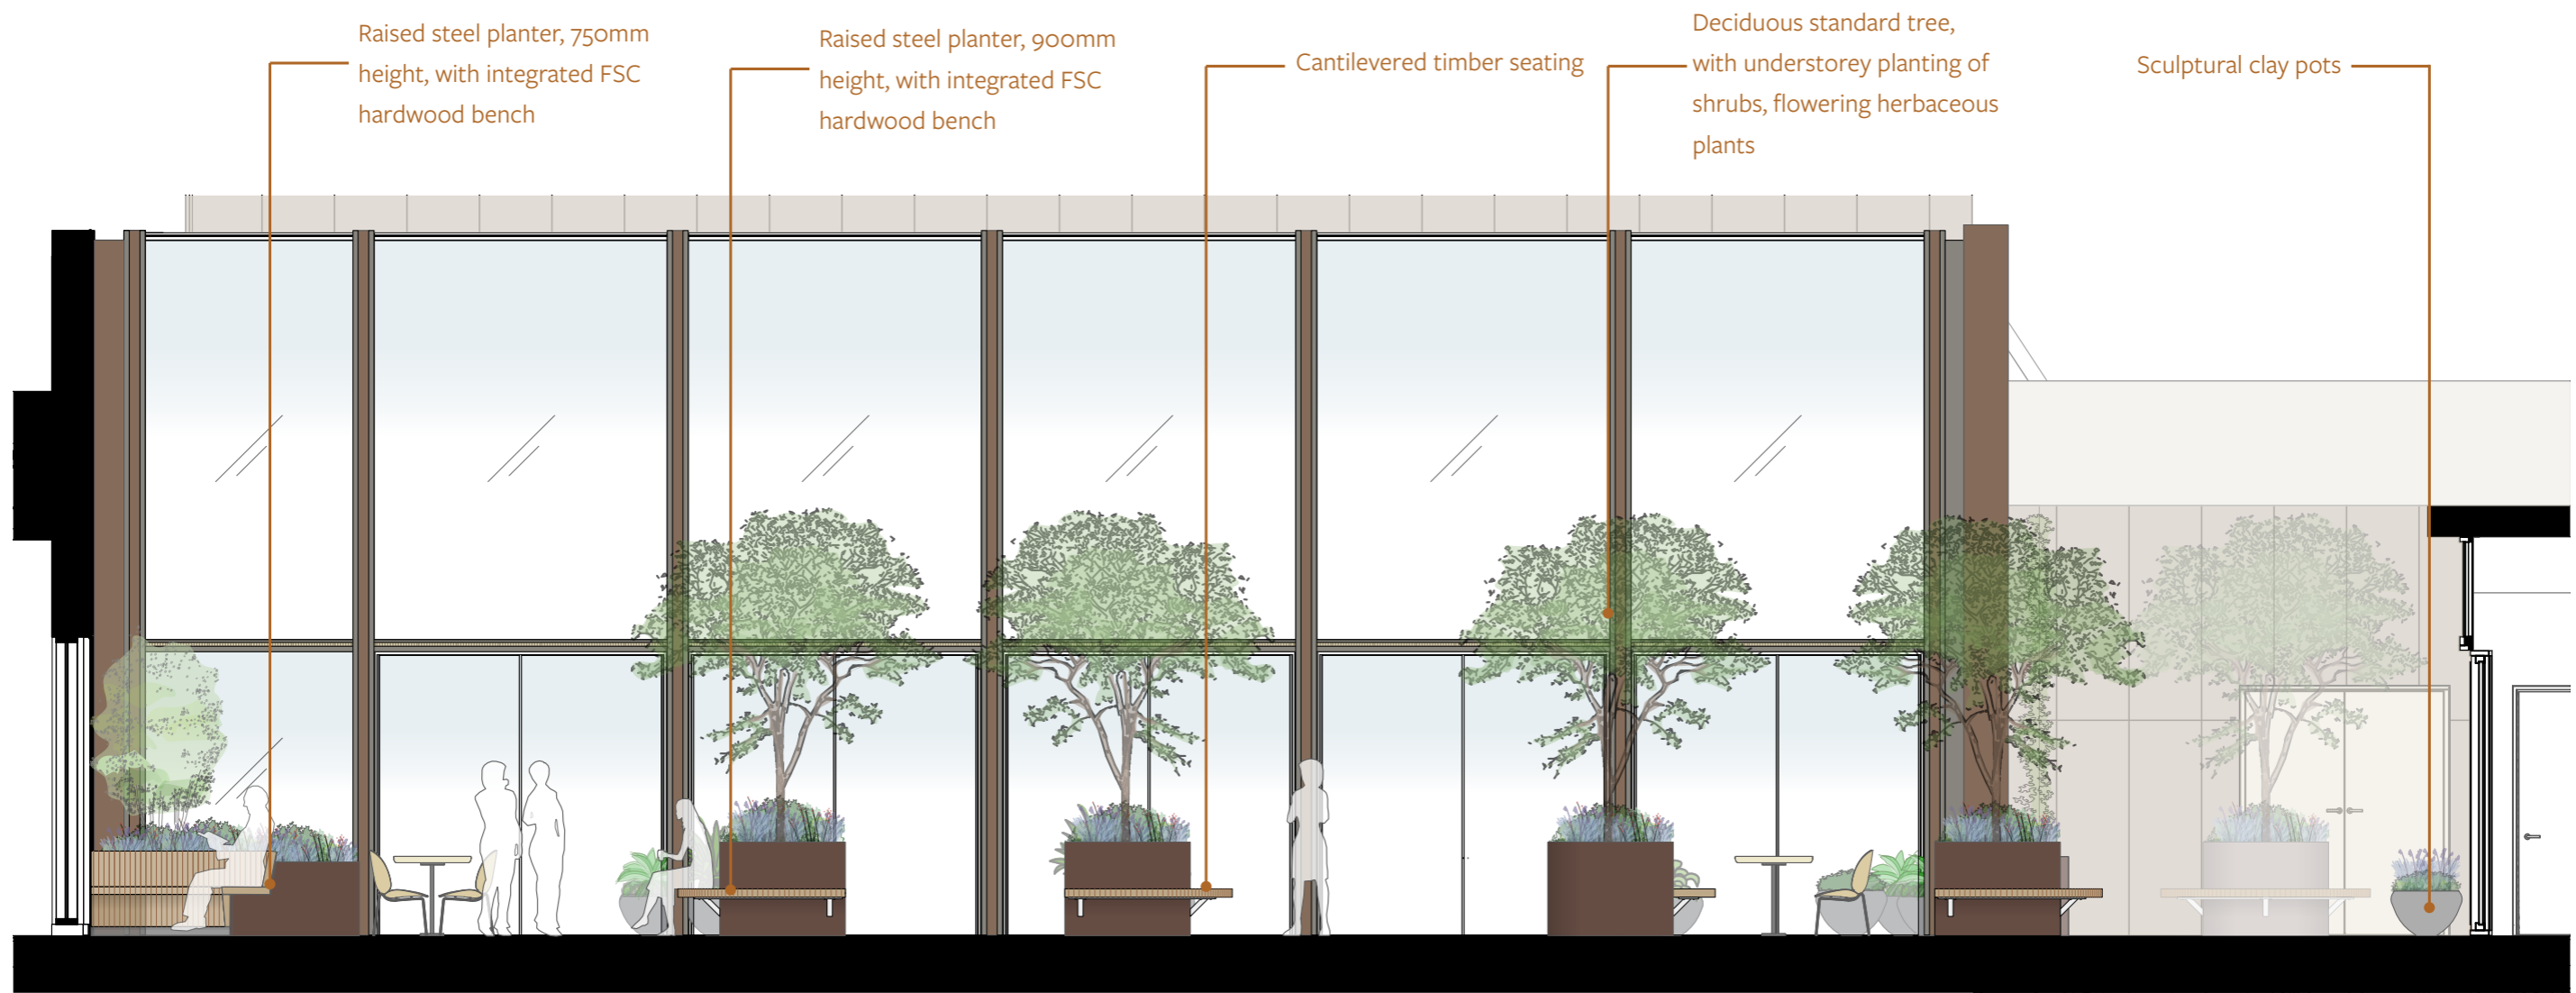 Raised steel planter, 750mm
height, with integrated FSC
hardwood bench
Raised steel planter, 900mm
height, with integrated FSC
hardwood bench
Cantilevered timber seating
Deciduous standard tree,
with understorey planting of
shrubs, flowering herbaceous
plants
Sculptural clay pots